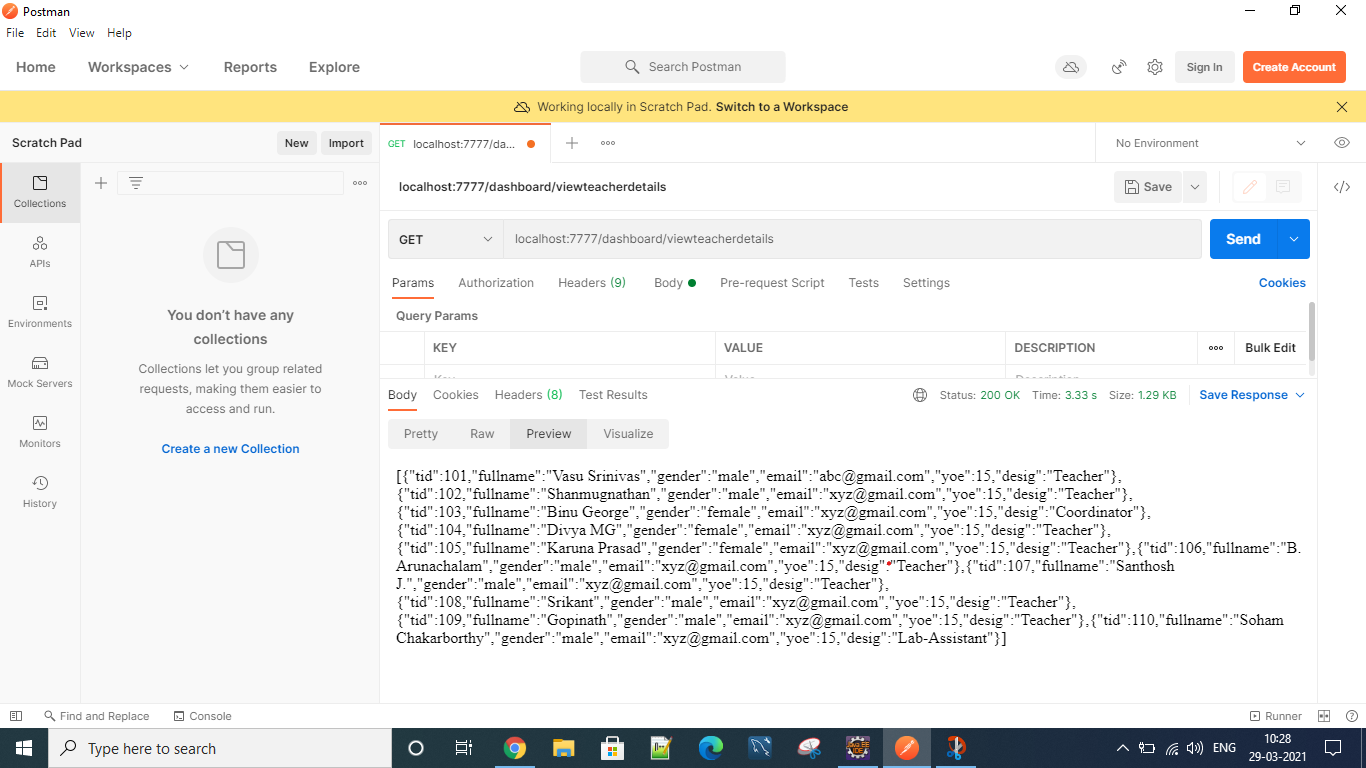 Postman
File Edit View Help
Home Workspaces Reports Explore Search Postman Sign In Create Account
Working locally in Scratch Pad. Switch to a Workspace
Scratch Pad New Import GET localhost:7777/da... No Environment
localhost:7777/dashboard/viewteacherdetails Save
Collections
APIs
Environments
Mock Servers
Monitors
History
You don't have any
collections
Collections let you group related
requests, making them easier to
access and run.
Create a new Collection
GET localhost:7777/dashboard/viewteacherdetails Send
Params Authorization Headers (9) Body Pre-request Script Tests Settings Cookies
Query Params
KEY VALUE DESCRIPTION Bulk Edit
Key Value Description
Body Cookies Headers (8) Test Results Status: 200 OK Time: 3.33 s Size: 1.29 KB Save Response
Pretty Raw Preview Visualize
[{"tid":101,"fullname":"Vasu Srinivas","gender":"male","email":"abc@gmail.com","yoe":15,"desig":"Teacher"},
{"tid":102,"fullname":"Shanmugnathan","gender":"male","email":"xyz@gmail.com","yoe":15,"desig":"Teacher"},
{"tid":103,"fullname":"Binu George","gender":"female","email":"xyz@gmail.com","yoe":15,"desig":"Coordinator"},
{"tid":104,"fullname":"Divya MG","gender":"female","email":"xyz@gmail.com","yoe":15,"desig":"Teacher"},
{"tid":105,"fullname":"Karuna Prasad","gender":"female","email":"xyz@gmail.com","yoe":15,"desig":"Teacher"},{"tid":106,"fullname":"B.
Arunachalam","gender":"male","email":"xyz@gmail.com","yoe":15,"desig":"Teacher"},{"tid":107,"fullname":"Santhosh
J.","gender":"male","email":"xyz@gmail.com","yoe":15,"desig":"Teacher"},
{"tid":108,"fullname":"Srikant","gender":"male","email":"xyz@gmail.com","yoe":15,"desig":"Teacher"},
{"tid":109,"fullname":"Gopinath","gender":"male","email":"xyz@gmail.com","yoe":15,"desig":"Teacher"},{"tid":110,"fullname":"Soham
Chakarborthy","gender":"male","email":"xyz@gmail.com","yoe":15,"desig":"Lab-Assistant"}]
Find and Replace Console Runner
Type here to search ENG 10:28
29-03-2021